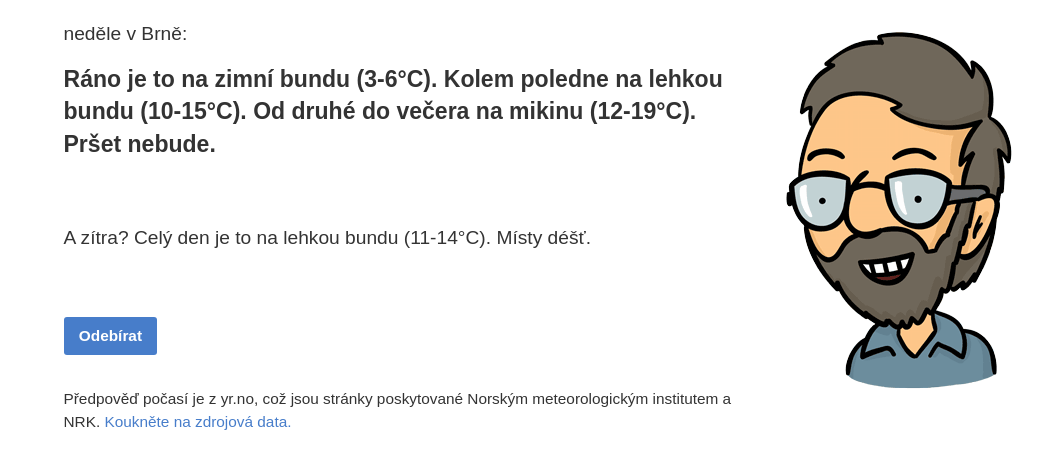 neděle v Brně:
Ráno je to na zimní bundu (3-6°C). Kolem poledne na lehkou
bundu (10-15°C). Od druhé do večera na mikinu (12-19°C).
Pršet nebude.
A zítra? Celý den je to na lehkou bundu (11-14°C). Místy déšť.
Odebírat
Předpověď počasí je z yr.no, což jsou stránky poskytované Norským meteorologickým institutem a
NRK. Koukněte na zdrojová data.